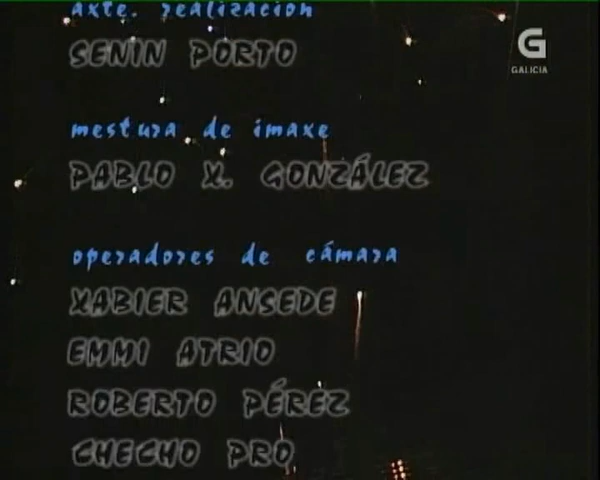 axte. realización
SENIN PORTO
G
GALICIA
mestura de imaxe
PABLO X. GONZÁLEZ
operadores de cámara
XABIER ANSEDE
EMMI ATRIO
ROBERTO PÉREZ
CHECHO PRO